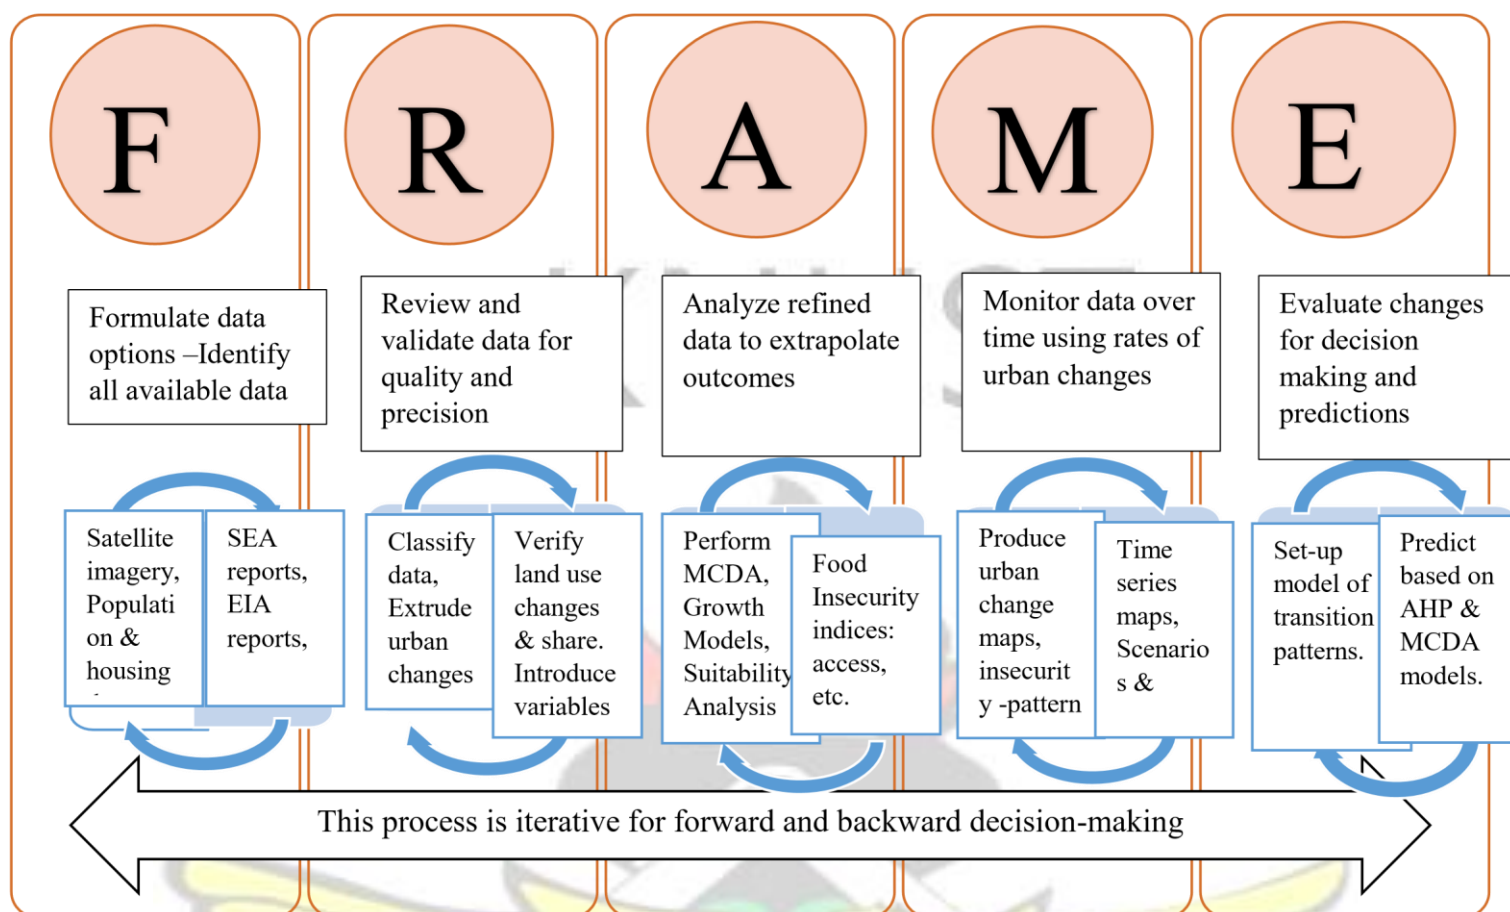 F
R
A
M
E
Formulate data
options –Identify
all available data
Review and
validate data for
quality and
precision
Analyze refined
data to extrapolate
outcomes
Monitor data over
time using rates of
urban changes
Evaluate changes
for decision
making and
predictions
Satellite
imagery,
Populati
on &
housing
SEA
reports,
EIA
reports,
Classify
data,
Extrude
urban
changes
Verify
land use
changes
& share.
Introduce
variables
Perform
MCDA,
Growth
Models,
Suitability
Analysis
Food
Insecurity
indices:
access,
etc.
Produce
urban
change
maps,
insecurit
y -pattern
Time
series
maps,
Scenario
s &
Set-up
model of
transition
patterns.
Predict
based on
AHP &
MCDA
models.
This process is iterative for forward and backward decision-making